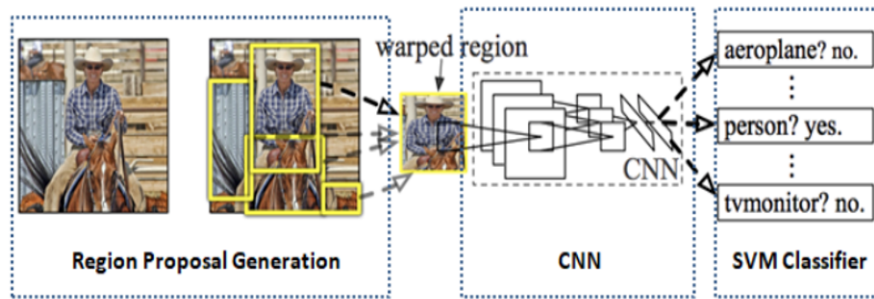 warped region
aeroplane? no.
person? yes.
CNN
tvmonitor? no.
Region Proposal Generation
CNN
SVM Classifier